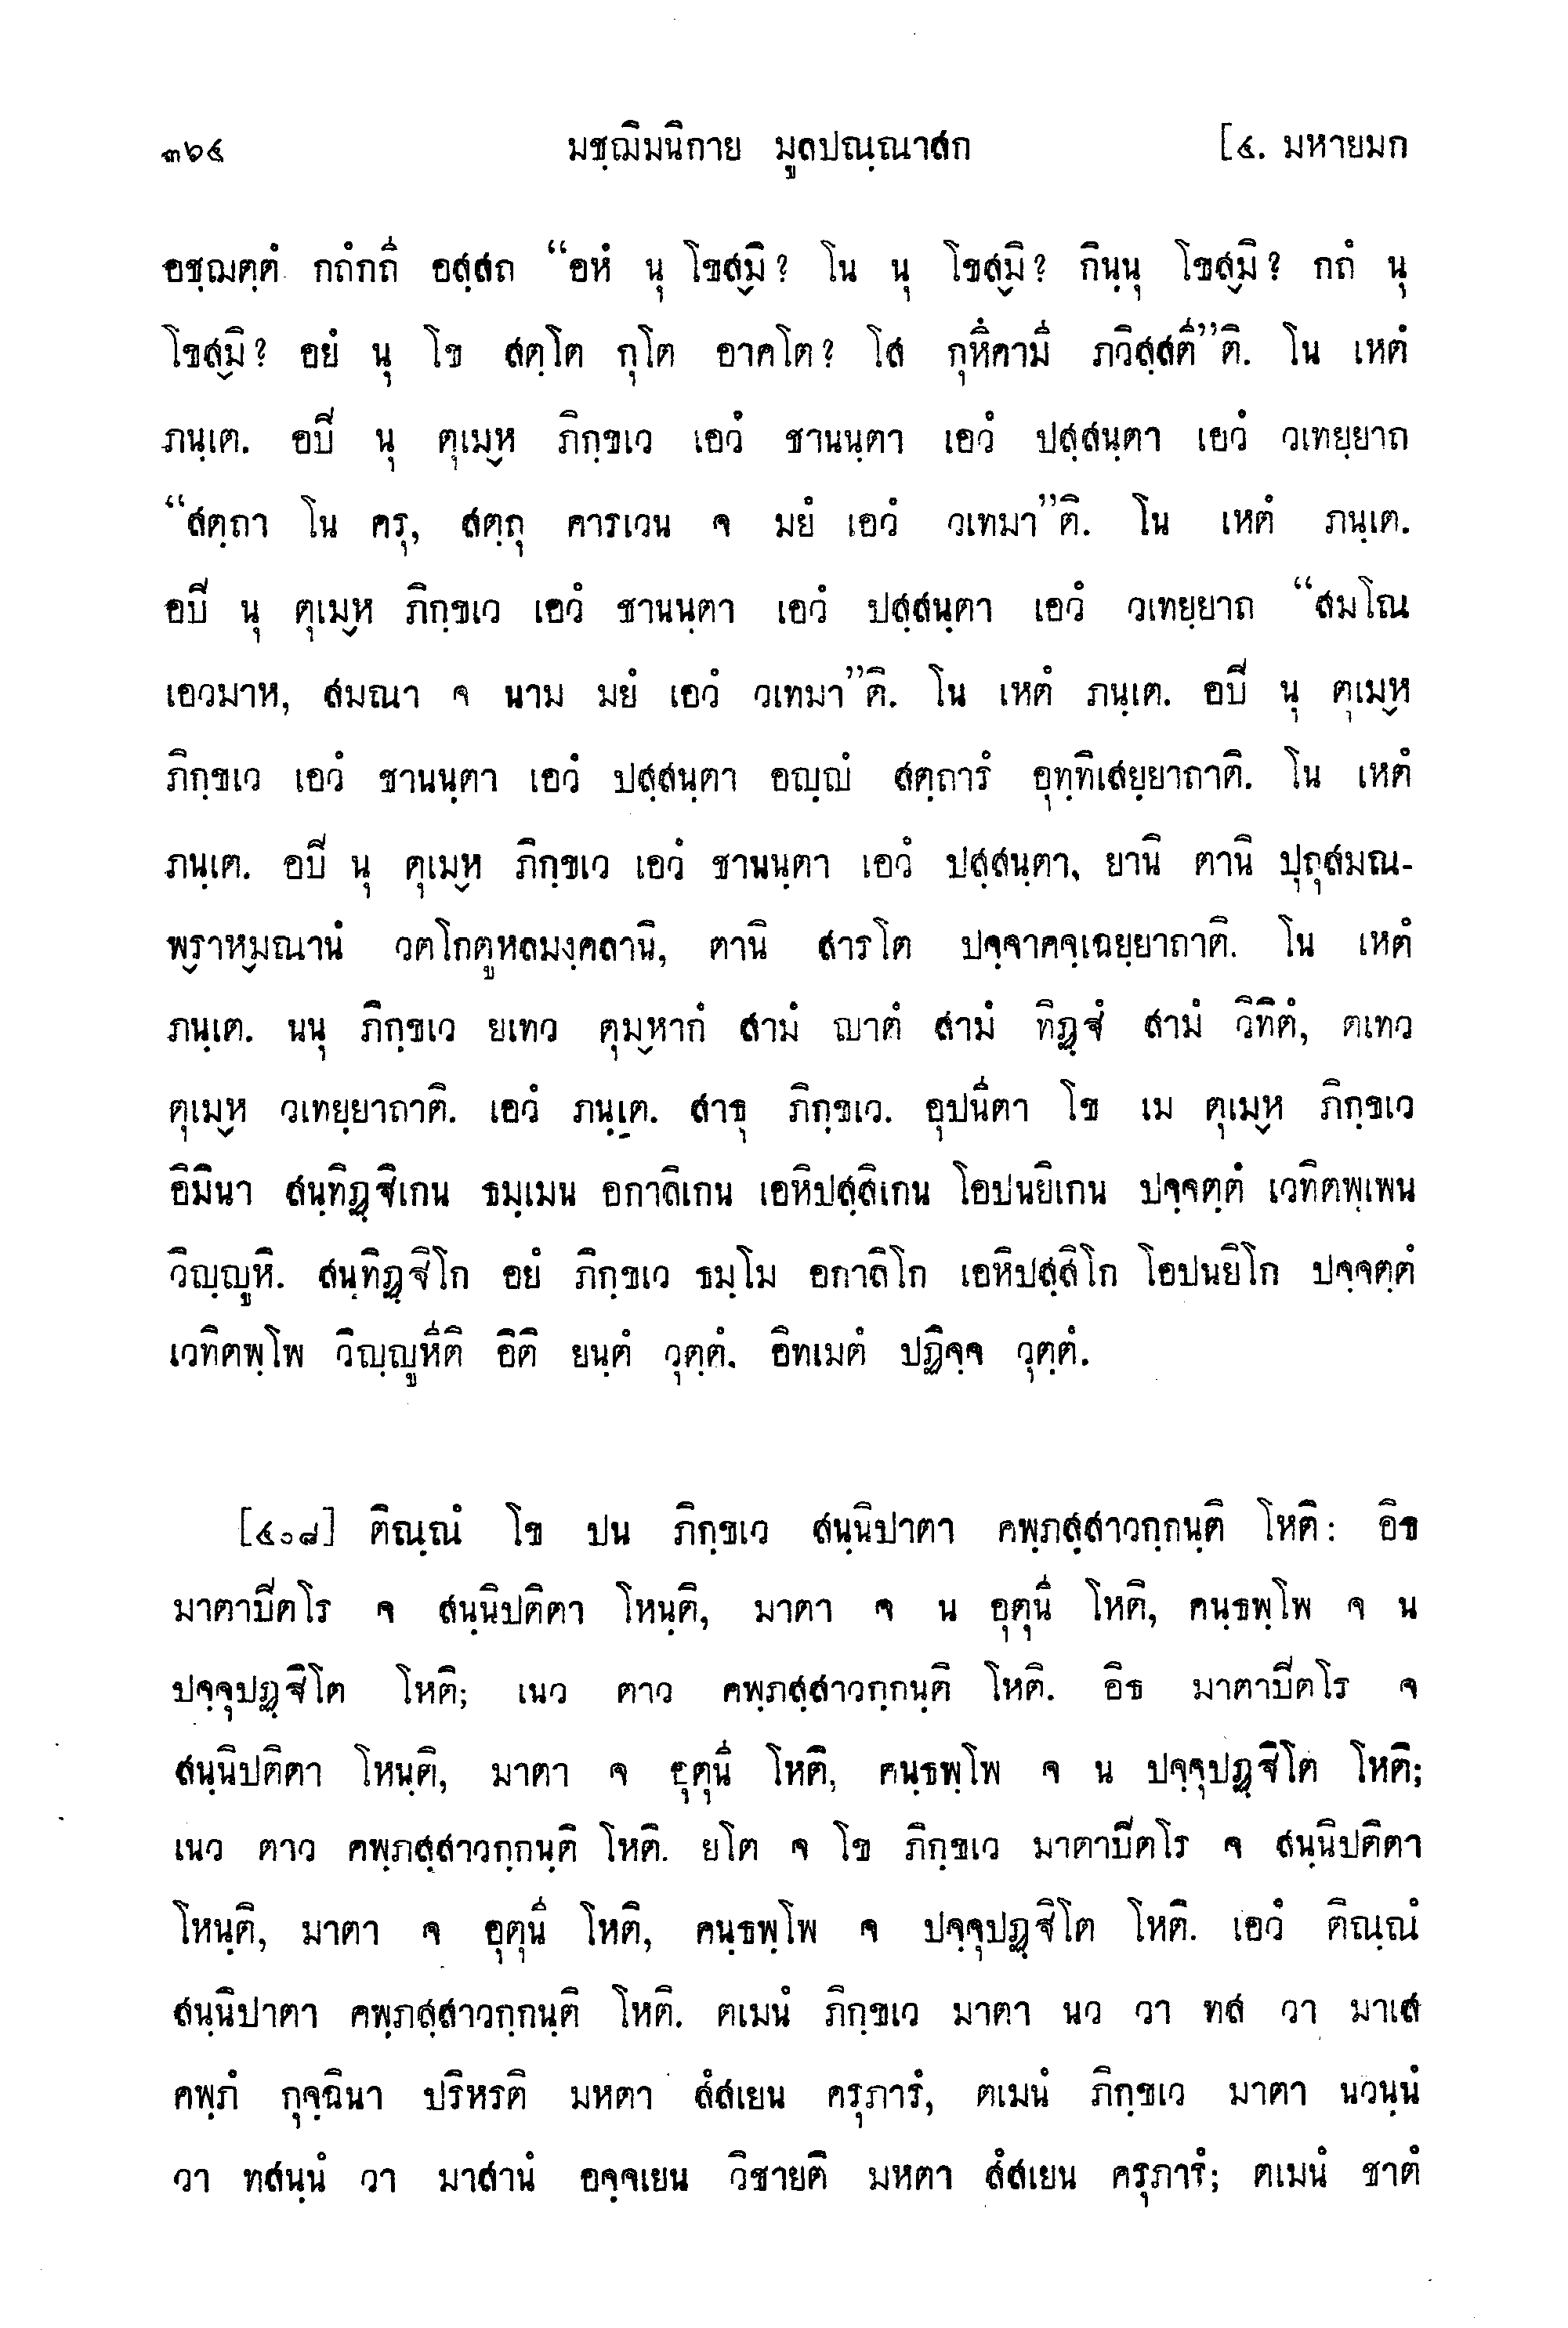 ๓๖๔ มชฺฌิมนิกาย มูลปณฺณาสก [๔. มหายมก
อชฺฌตฺตํ กถํกถี อสฺสถ “อหํ นุ โขสฺมิ? โน นุ โขสฺมิ? กินฺนุ โขสฺมิ? กถํ นุ
โขสฺมิ? อยํ นุ โข สตฺโต กุโต อาคโต? โส กุหึคามี ภวิสฺสตี”ติ. โน เหตํ
ภนฺเต. อปิ นุ ตุเมฺห ภิกฺขเว เอวํ ชานนฺตา เอวํ ปสฺสนฺตา เอวํ วเทยฺยาถ
“สตฺถา โน ครุ, สตฺถุ คารเวน จ มยํ เอวํ วเทมา”ติ. โน เหตํ ภนฺเต.
อปิ นุ ตุเมฺห ภิกฺขเว เอวํ ชานนฺตา เอวํ ปสฺสนฺตา เอวํ วเทยฺยาถ “สมโณ
เอวมาห, สมณา จ นาม มยํ เอวํ วเทมา”ติ. โน เหตํ ภนฺเต. อปิ นุ ตุเมฺห
ภิกฺขเว เอวํ ชานนฺตา เอวํ ปสฺสนฺตา อญฺญํ สตฺถารํ อุทฺทิเสยฺยาถาติ. โน เหตํ
ภนฺเต. อปิ นุ ตุเมฺห ภิกฺขเว เอวํ ชานนฺตา เอวํ ปสฺสนฺตา, ยานิ ตานิ ปุถุสมณ-
พฺราหฺมณานํ วตโกตูหลมงฺคลานิ, ตานิ สารโต ปจฺจาคจฺเฉยฺยาถาติ. โน เหตํ
ภนฺเต. นนุ ภิกฺขเว ยเทว ตุมฺหากํ สามํ ญาตํ สามํ ทิฏฺฐํ สามํ วิทิตํ, ตเทว
ตุเมฺห วเทยฺยาถาติ. เอวํ ภนฺเต. สาธุ ภิกฺขเว. อุปนีตา โข เม ตุเมฺห ภิกฺขเว
อิมินา สนฺทิฏฺฐิเกน ธมฺเมน อกาลิเกน เอหิปสฺสิเกน โอปนยิเกน ปจฺจตฺตํ เวทิตพฺเพน
วิญฺญูหิ. สนฺทิฏฺฐิโก อยํ ภิกฺขเว ธมฺโม อกาลิโก เอหิปสฺสิโก โอปนยิโก ปจฺจตฺตํ
เวทิตพฺโพ วิญฺญูหีติ อิติ ยนฺตํ วุตฺตํ. อิทเมตํ ปฏิจฺจ วุตฺตํ.
[๔๐๘] ติณฺณํ โข ปน ภิกฺขเว สนฺนิปาตา คพฺภสฺสาวกฺกนฺติ โหติ: อิธ
มาตาปิตโร จ สนฺนิปติตา โหนฺติ, มาตา จ น อุตุนี โหติ, คนฺธพฺโพ จ น
ปจฺจุปฏฺฐิโต โหติ; เนว ตาว คพฺภสฺสาวกฺกนฺติ โหติ. อิธ มาตาปิตโร จ
สนฺนิปติตา โหนฺติ, มาตา จ อุตุนี โหติ, คนฺธพฺโพ จ น ปจฺจุปฏฺฐิโต โหติ;
เนว ตาว คพฺภสฺสาวกฺกนฺติ โหติ. ยโต จ โข ภิกฺขเว มาตาปิตโร จ สนฺนิปติตา
โหนฺติ, มาตา จ อุตุนี โหติ, คนฺธพฺโพ จ ปจฺจุปฏฺฐิโต โหติ. เอวํ ติณฺณํ
สนฺนิปาตา คพฺภสฺสาวกฺกนฺติ โหติ. ตเมนํ ภิกฺขเว มาตา นว วา ทส วา มาเส
คพฺภํ กุจฺฉินา ปริหรติ มหตา สํสเยน ครุภารํ, ตเมนํ ภิกฺขเว มาตา นวนฺนํ
วา ทสนฺนํ วา มาสานํ อจฺจเยน วิชายติ มหตา สํสเยน ครุภารํ; ตเมนํ ชาตํ